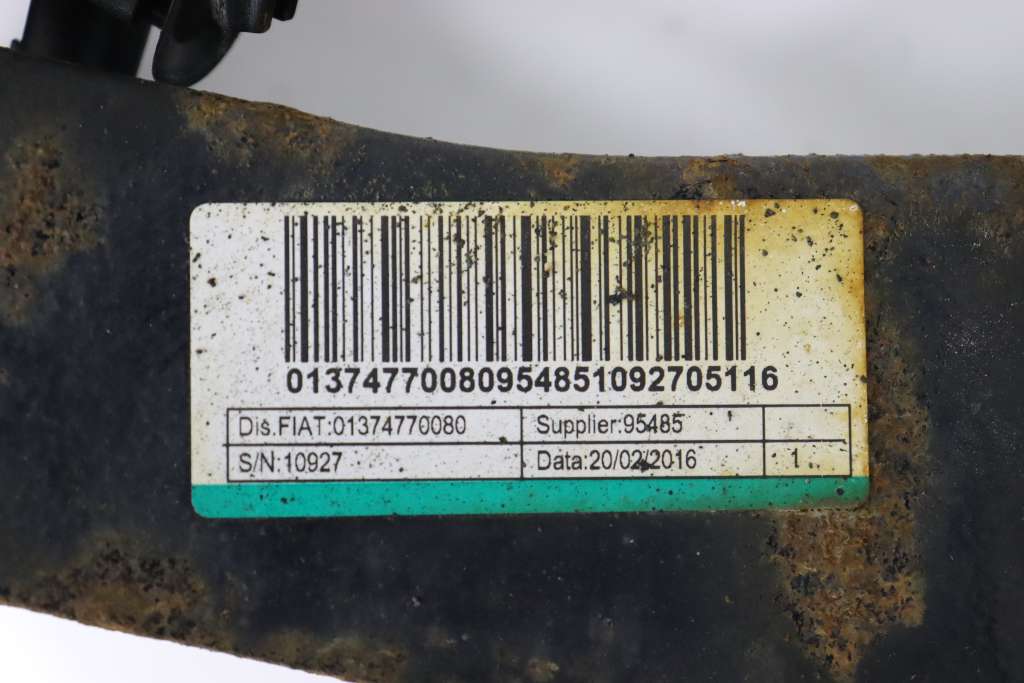 01374770080954851092705116
Dis.FIAT:01374770080 Supplier:95485
S/N:10927 Data:20/02/2016 1